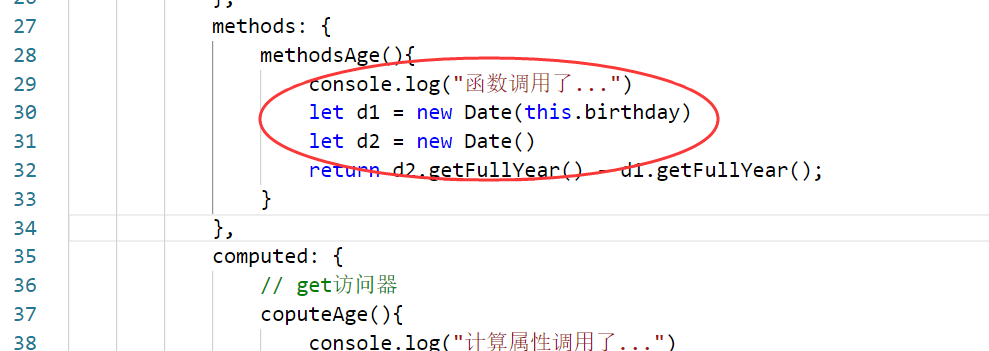 27 methods: {
28 methodsAge(){
29 console.log("函数调用了...")
30 let d1 = new Date(this.birthday)
31 let d2 = new Date()
32 return d2.getFullYear() - d1.getFullYear();
33 }
34 },
35 computed: {
36 // get访问器
37 coputeAge(){
38 console.log("计算属性调用了...")